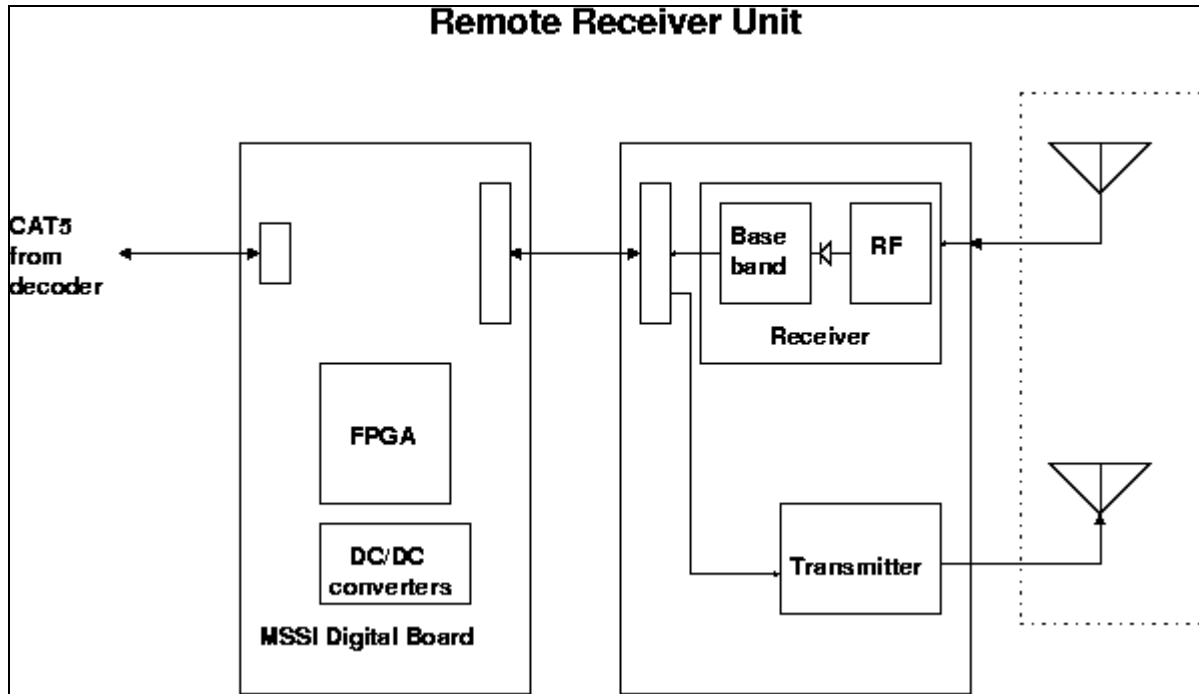 Remote Receiver Unit
CAT5
from
decoder
Base
band
RF
Receiver
FPGA
DC/DC
converters
Transmitter
MSSI Digital Board